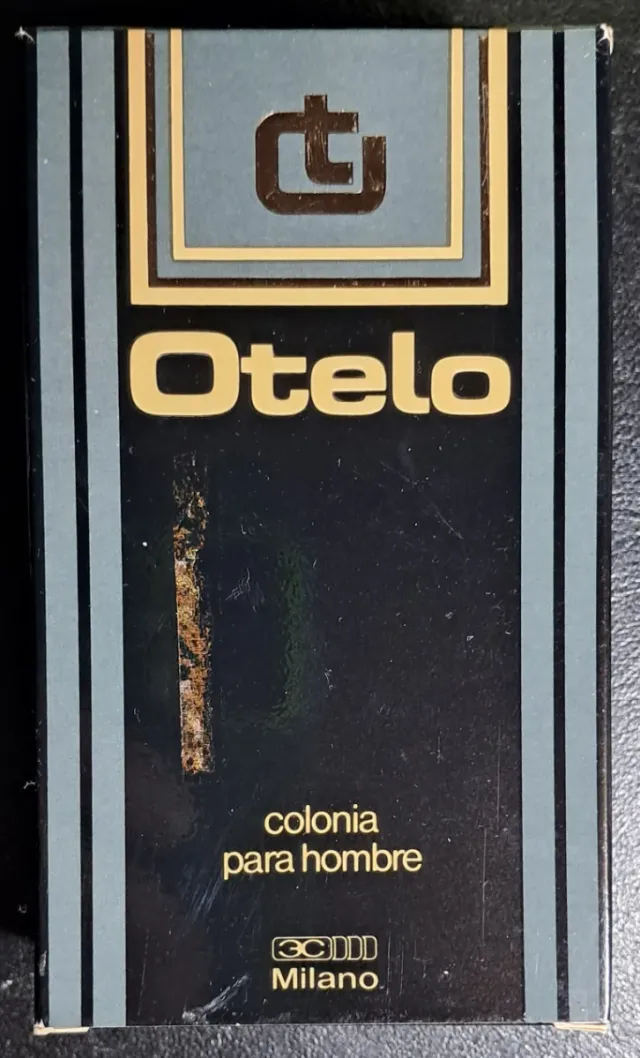 Otelo
colonia
para hombre
Milano